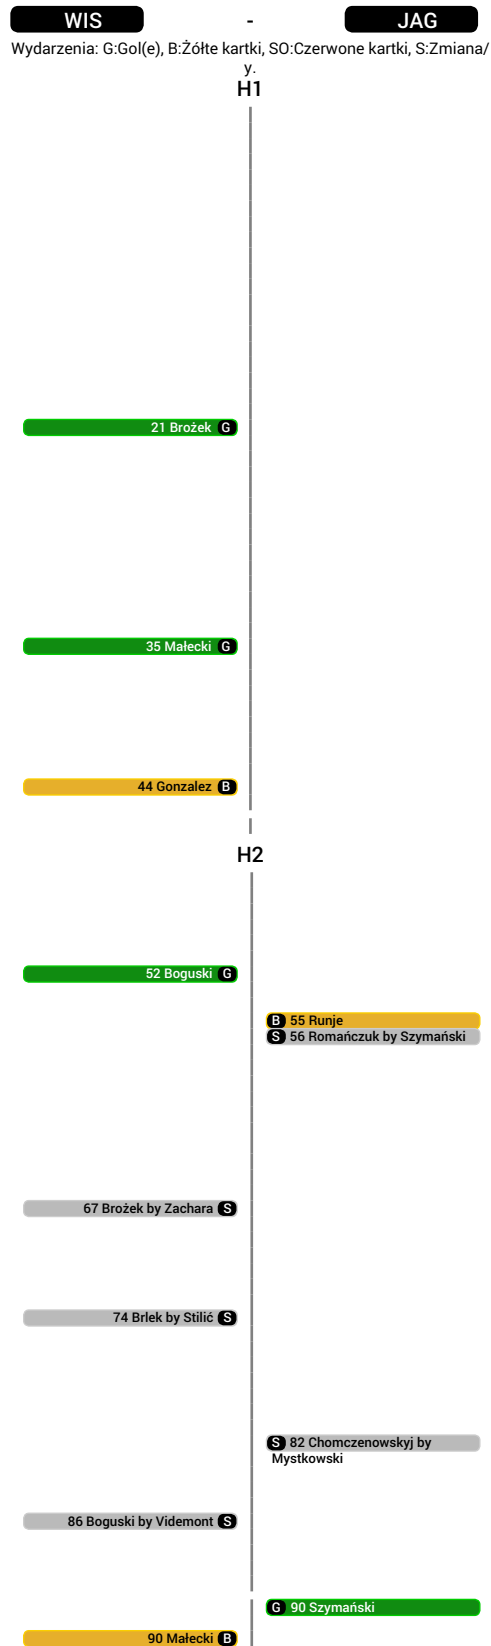 WIS - JAG
Wydarzenia: G:Gol(e), B:Żółte kartki, SO:Czerwone kartki, S:Zmiana/
y.
H1
21 Brożek G
35 Małecki G
44 Gonzalez B
H2
52 Boguski G
B 55 Runje
S 56 Romańczuk by Szymański
67 Brożek by Zachara S
74 Brlek by Stilić S
S 82 Chomczenowskyj by
Mystkowski
86 Boguski by Videmont S
G 90 Szymański
90 Małecki B